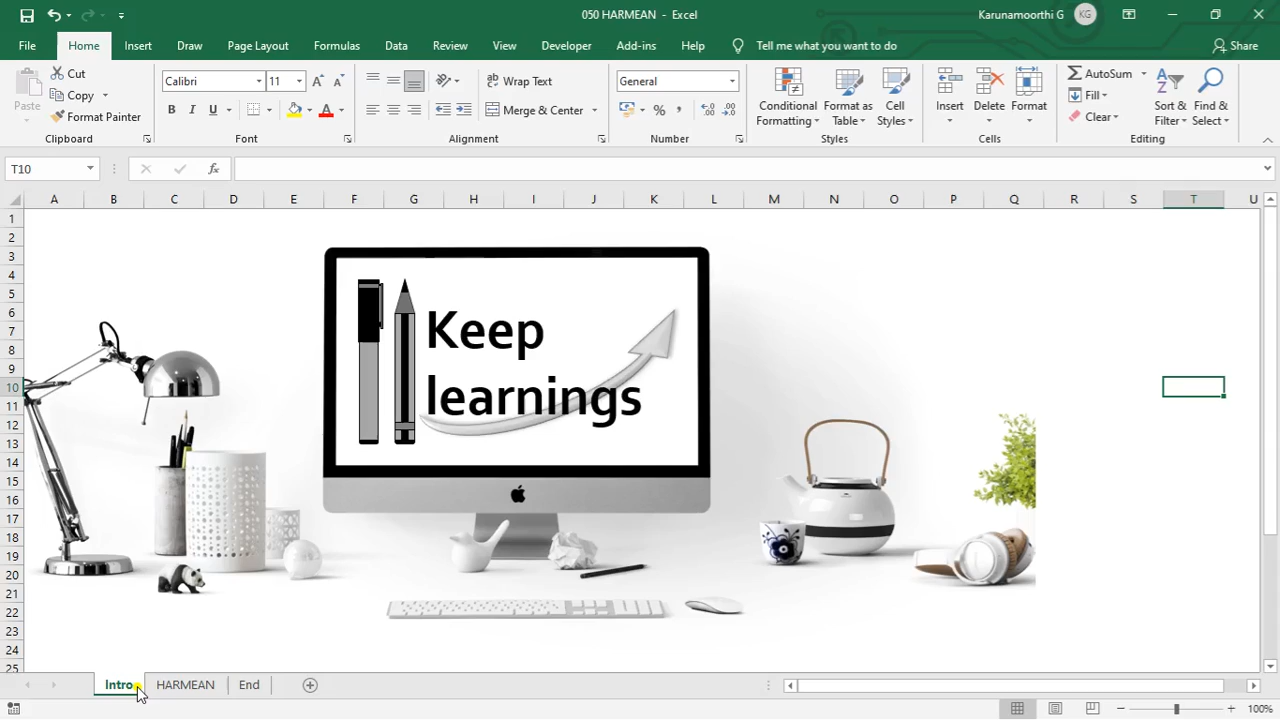 050 HARMEAN - Excel
Karunamoorthi G
KG
File
Home
Insert
Draw
Page Layout
Formulas
Data
Review
View
Developer
Add-ins
Help
Tell me what you want to do
Share
Paste
Cut
Copy
Format Painter
Clipboard
Calibri
11
B I U
Font
Wrap Text
Merge & Center
Alignment
General
%
Number
Conditional
Formatting
Format as
Table
Cell
Styles
Styles
Insert
Delete
Format
Cells
AutoSum
Fill
Clear
Sort &
Filter
Find &
Select
Editing
T10
fx
A B C D E F G H I J K L M N O P Q R S T U
1
2
3
4
5
6
7
8
9
10
11
12
13
14
15
16
17
18
19
20
21
22
23
24
25
Keep
learnings
Intro
HARMEAN
End
100%